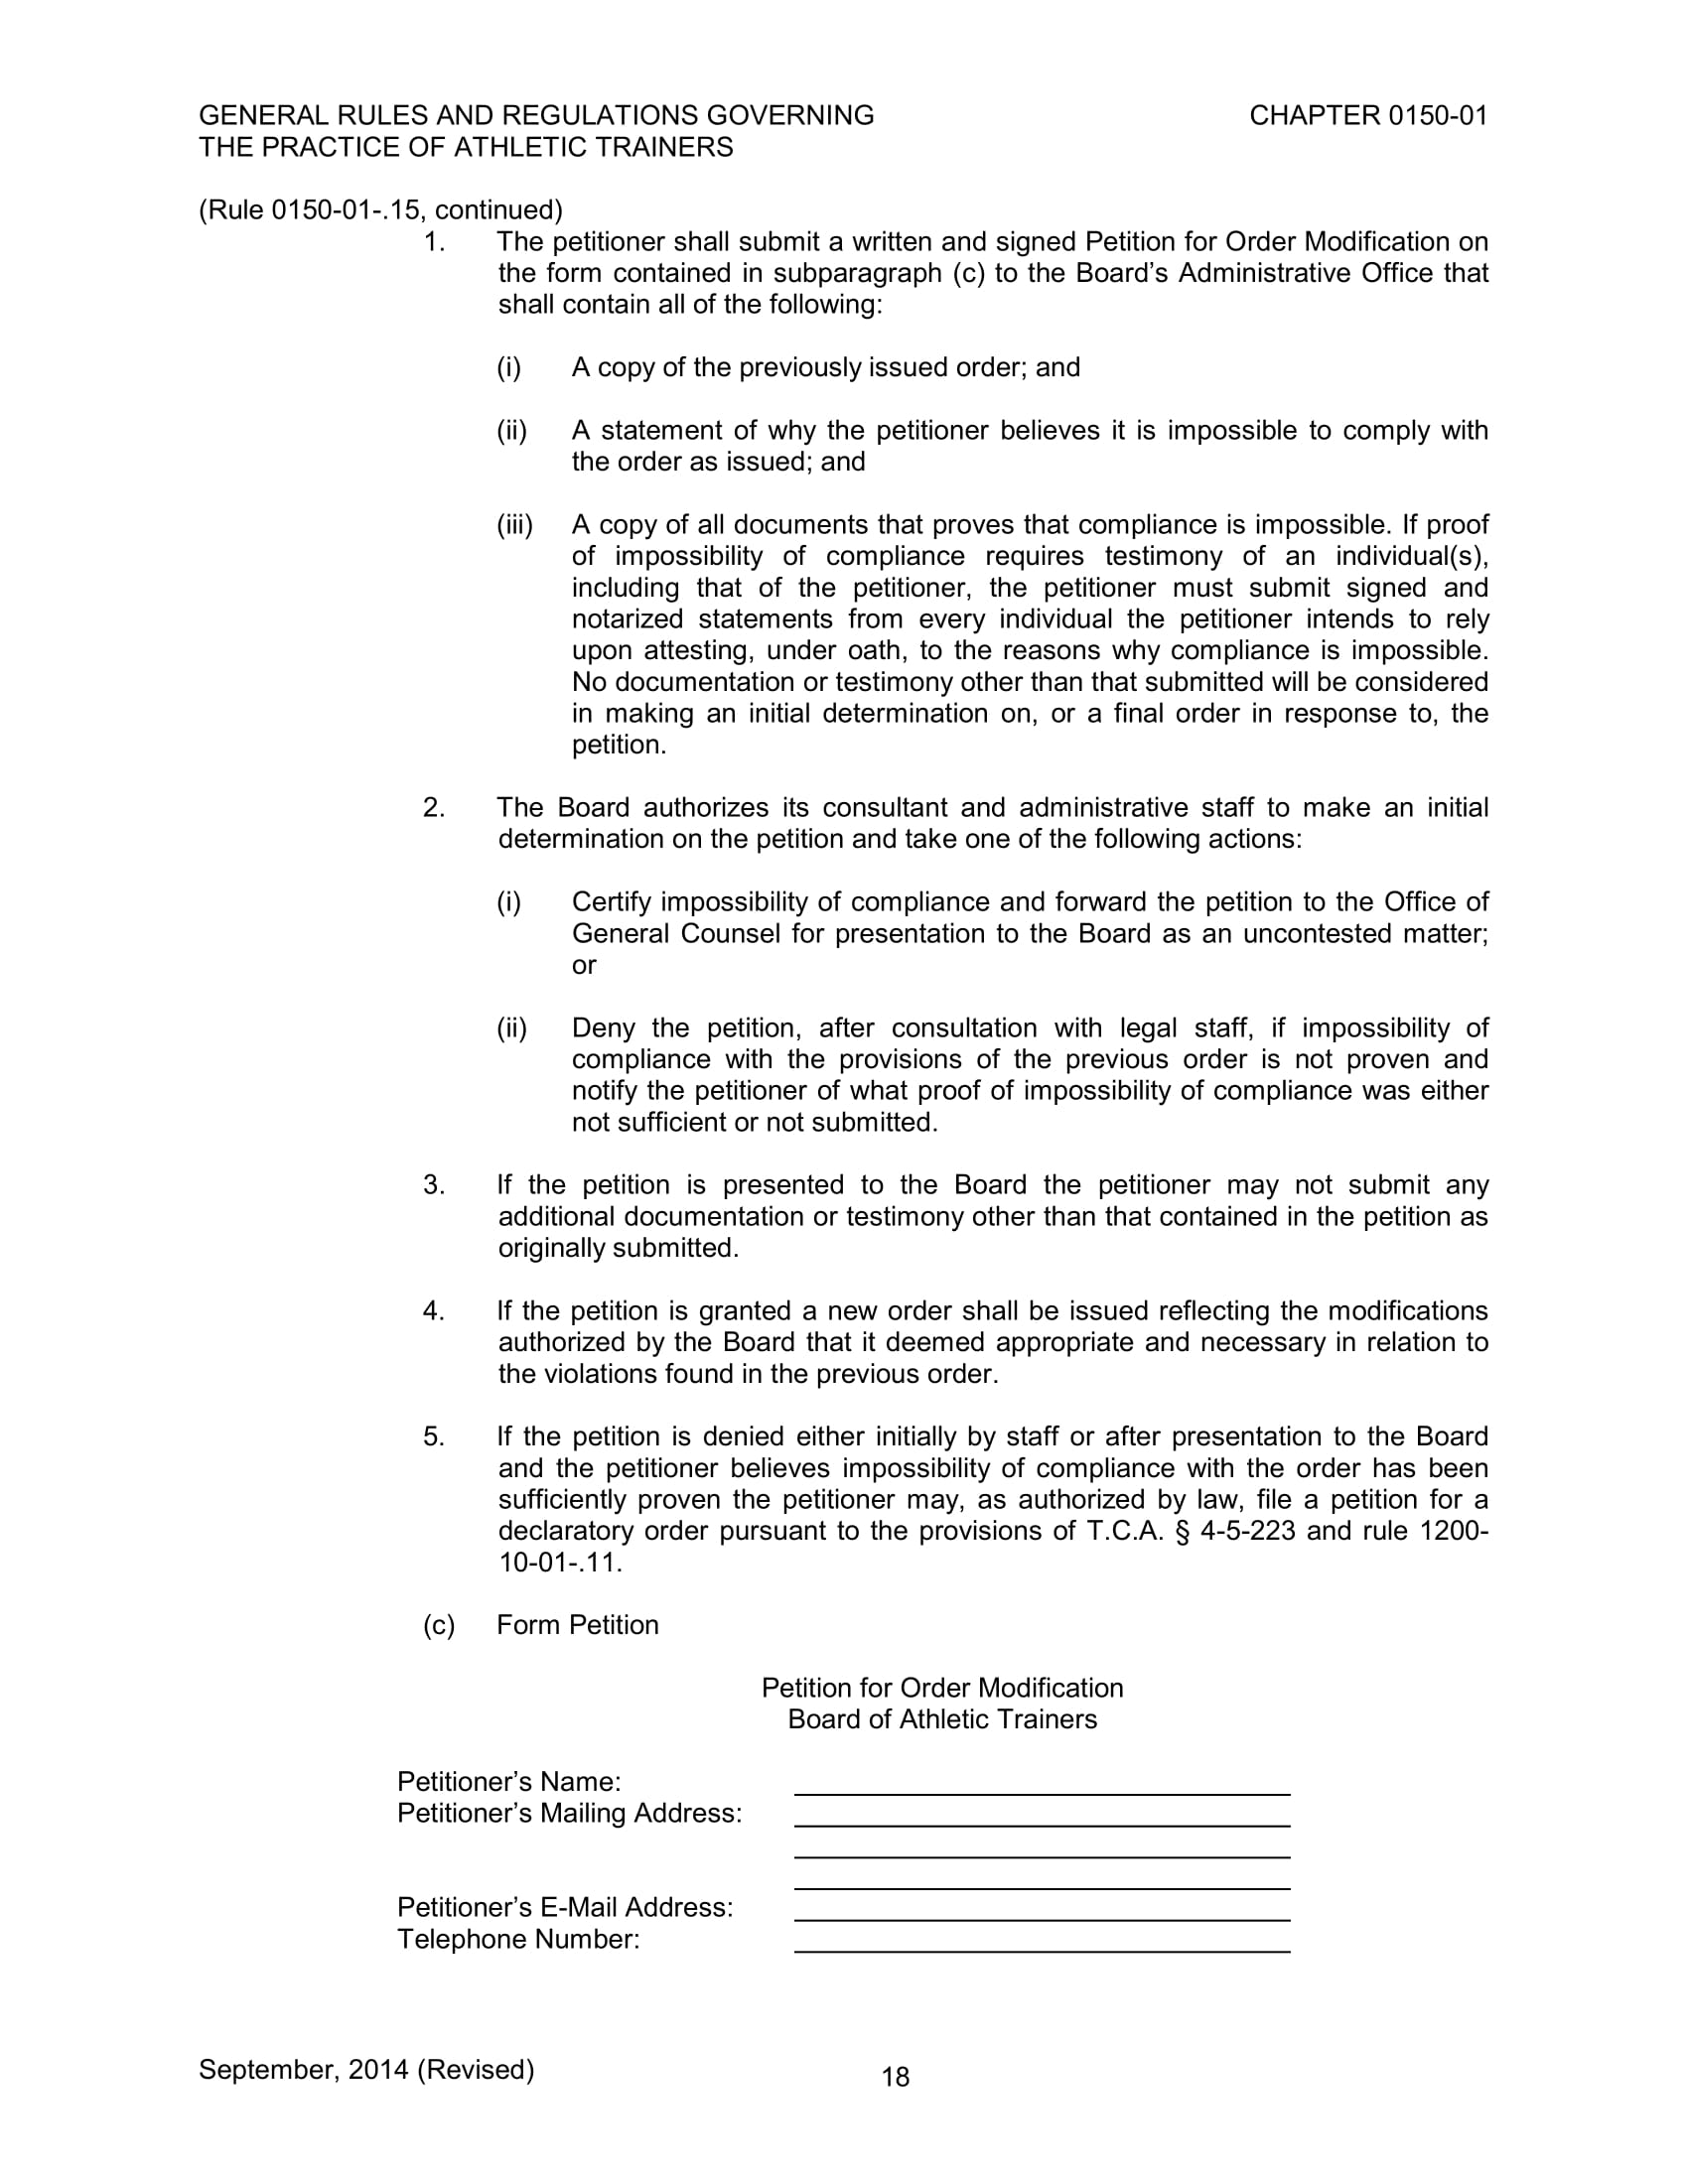 GENERAL RULES AND REGULATIONS GOVERNING CHAPTER 0150-01
THE PRACTICE OF ATHLETIC TRAINERS
(Rule 0150-01-.15, continued)
1. The petitioner shall submit a written and signed Petition for Order Modification on
the form contained in subparagraph (c) to the Board’s Administrative Office that
shall contain all of the following:
(i) A copy of the previously issued order; and
(ii) A statement of why the petitioner believes it is impossible to comply with
the order as issued; and
(iii) A copy of all documents that proves that compliance is impossible. If proof
of impossibility of compliance requires testimony of an individual(s),
including that of the petitioner, the petitioner must submit signed and
notarized statements from every individual the petitioner intends to rely
upon attesting, under oath, to the reasons why compliance is impossible.
No documentation or testimony other than that submitted will be considered
in making an initial determination on, or a final order in response to, the
petition.
2. The Board authorizes its consultant and administrative staff to make an initial
determination on the petition and take one of the following actions:
(i) Certify impossibility of compliance and forward the petition to the Office of
General Counsel for presentation to the Board as an uncontested matter;
or
(ii) Deny the petition, after consultation with legal staff, if impossibility of
compliance with the provisions of the previous order is not proven and
notify the petitioner of what proof of impossibility of compliance was either
not sufficient or not submitted.
3. If the petition is presented to the Board the petitioner may not submit any
additional documentation or testimony other than that contained in the petition as
originally submitted.
4. If the petition is granted a new order shall be issued reflecting the modifications
authorized by the Board that it deemed appropriate and necessary in relation to
the violations found in the previous order.
5. If the petition is denied either initially by staff or after presentation to the Board
and the petitioner believes impossibility of compliance with the order has been
sufficiently proven the petitioner may, as authorized by law, file a petition for a
declaratory order pursuant to the provisions of T.C.A. § 4-5-223 and rule 1200-
10-01-.11.
(c) Form Petition
Petition for Order Modification
Board of Athletic Trainers
Petitioner’s Name:
Petitioner’s Mailing Address:
Petitioner’s E-Mail Address:
Telephone Number:
September, 2014 (Revised) 18